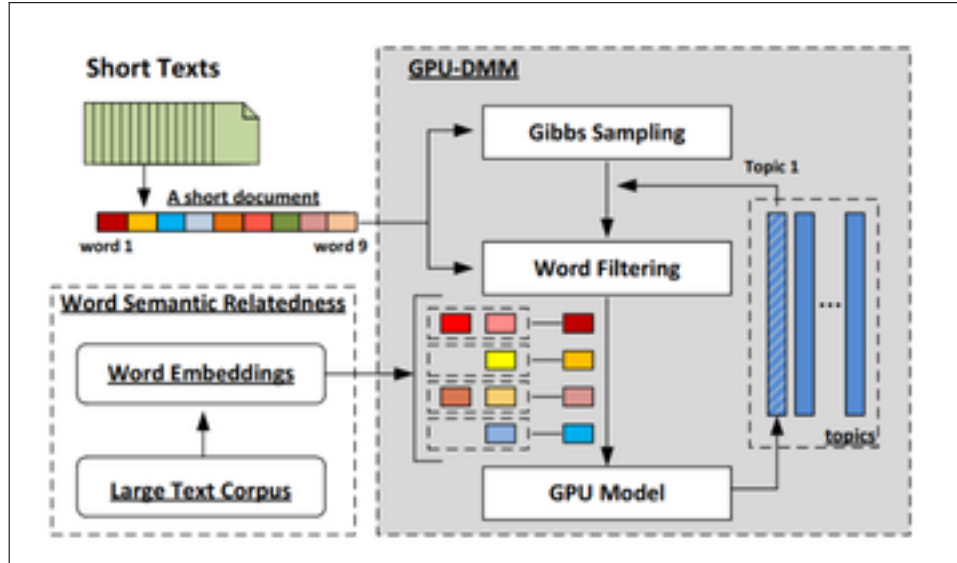 Short Texts
GPU-DMM
Gibbs Sampling
Topic 1
A short document
word 1
word 9
Word Filtering
Word Semantic Relatedness
Word Embeddings
...
topics
Large Text Corpus
GPU Model